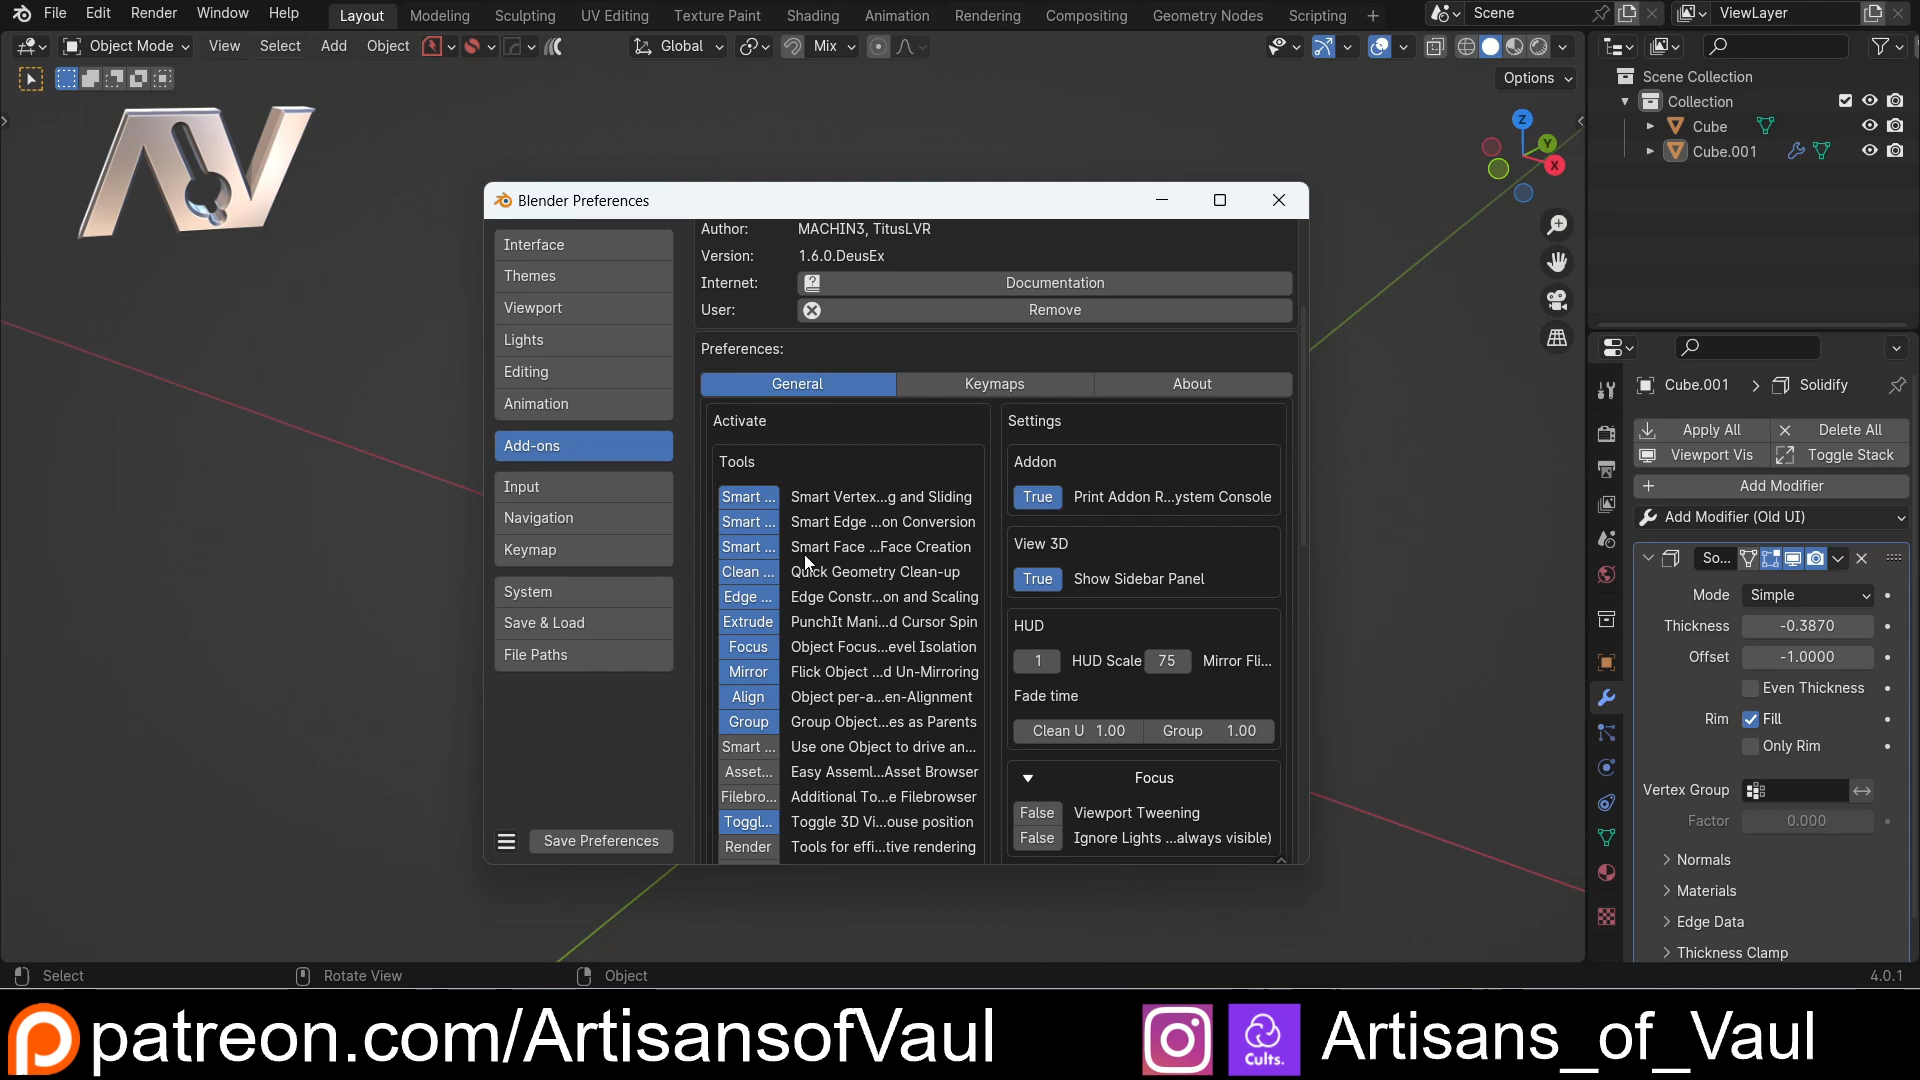 File Edit Render Window Help Layout Modeling Sculpting UV Editing Texture Paint Shading Animation Rendering Compositing Geometry Nodes Scripting + Scene ViewLayer
Object Mode View Select Add Object Global Mix
Options
Z
Y
X
Scene Collection
Collection
Cube
Cube.001
Blender Preferences
Interface
Themes
Viewport
Lights
Editing
Animation
Add-ons
Input
Navigation
Keymap
System
Save & Load
File Paths
Save Preferences
Author: MACHIN3, TitusLVR
Version: 1.6.0.DeusEx
Internet: Documentation
User: Remove
Preferences:
General Keymaps About
Activate
Tools
Smart ... Smart Vertex...g and Sliding
Smart ... Smart Edge ...on Conversion
Smart ... Smart Face ...Face Creation
Clean ... Quick Geometry Clean-up
Edge ... Edge Constr...on and Scaling
Extrude PunchIt Mani...d Cursor Spin
Focus Object Focus...evel Isolation
Mirror Flick Object ...d Un-Mirroring
Align Object per-a...en-Alignment
Group Group Object...es as Parents
Smart ... Use one Object to drive an...
Asset... Easy Asseml...Asset Browser
Filebro... Additional To...e Filebrowser
Toggl... Toggle 3D Vi...ouse position
Render Tools for effi...tive rendering
Settings
Addon
True Print Addon R...ystem Console
View 3D
True Show Sidebar Panel
HUD
1 HUD Scale 75 Mirror Fli...
Fade time
Clean U 1.00 Group 1.00
Focus
False Viewport Tweening
False Ignore Lights ...always visible)
Cube.001 > Solidify
Apply All Delete All
Viewport Vis Toggle Stack
Add Modifier
Add Modifier (Old UI)
So...
Mode Simple
Thickness -0.3870
Offset -1.0000
Even Thickness
Rim Fill
Only Rim
Vertex Group
Factor 0.000
Normals
Materials
Edge Data
Thickness Clamp
Select Rotate View Object 4.0.1
patreon.com/ArtisansofVaul Cults. Artisans_of_Vaul